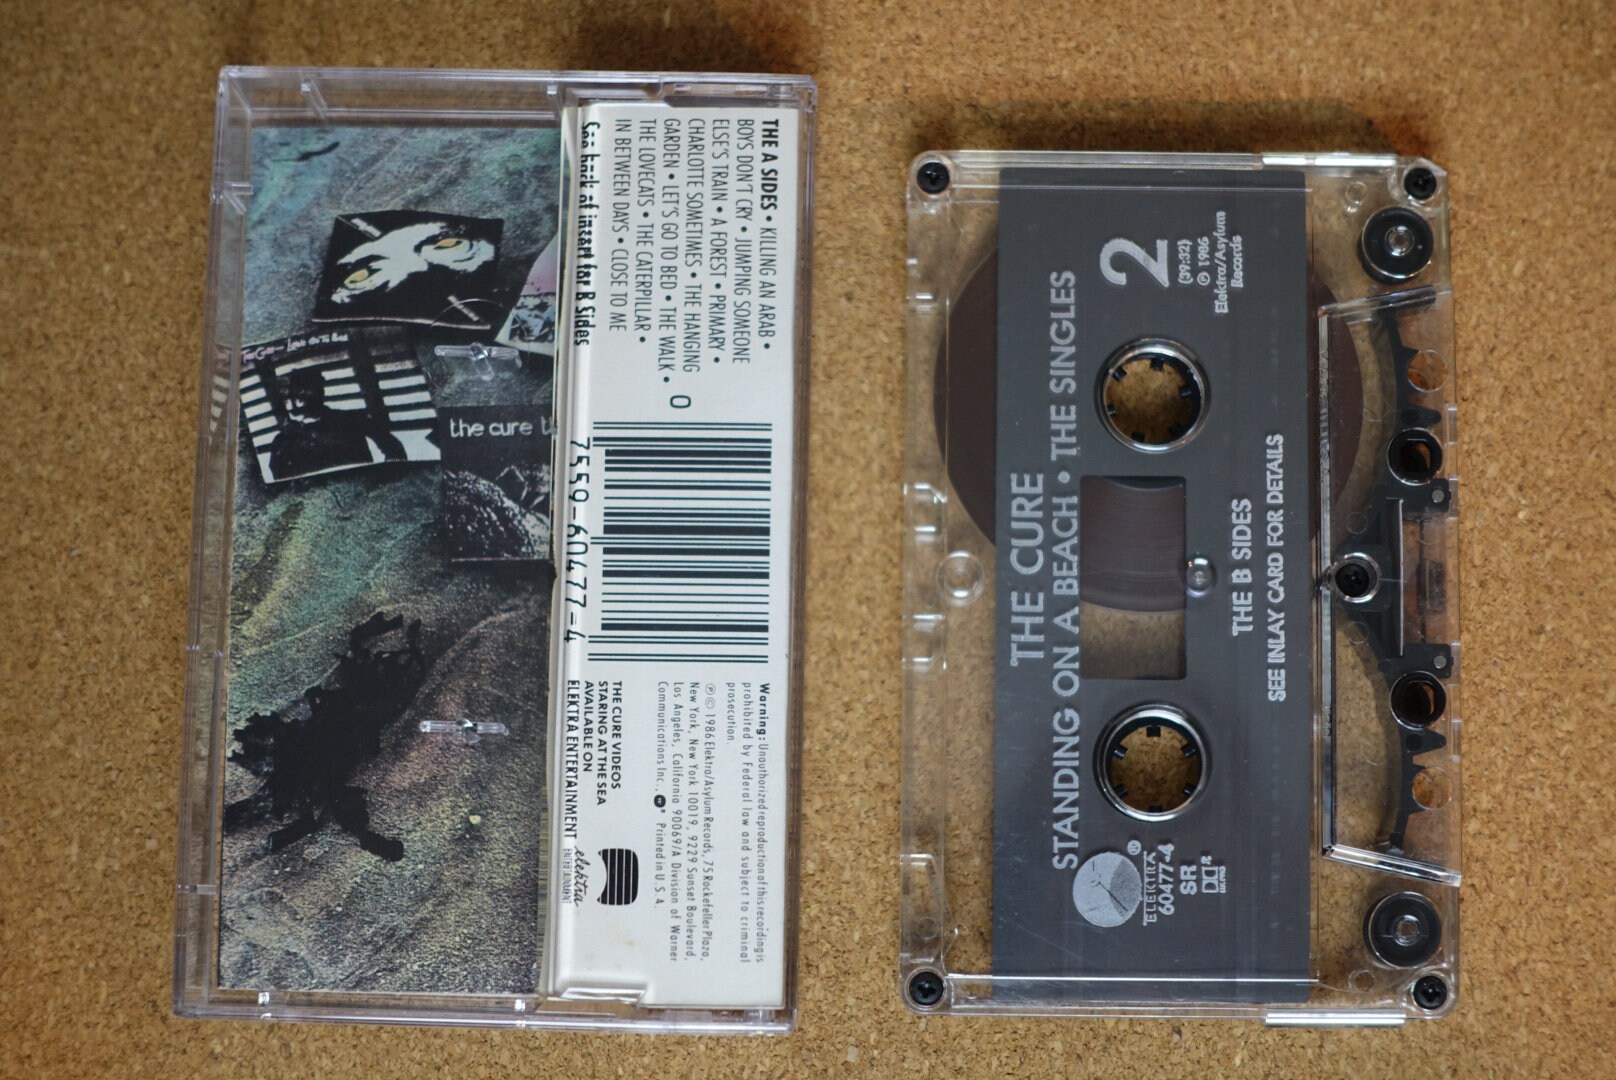 THE A SIDES • KILLING AN ARAB •
BOYS DON'T CRY • JUMPING SOMEONE
ELSE'S TRAIN • A FOREST • PRIMARY •
CHARLOTTE SOMETIMES • THE HANGING
GARDEN • LET'S GO TO BED • THE WALK •
THE LOVECATS • THE CATERPILLAR •
IN BETWEEN DAYS • CLOSE TO ME
See back of insert for B Sides
0
7559-60477-4
Warning: Unauthorized reproduction of this recording is
prohibited by Federal law and subject to criminal
prosecution.
℗ © 1986 Elektra/Asylum Records, 75 Rockefeller Plaza,
New York, New York 10019, 9229 Sunset Boulevard,
Los Angeles, California 90069/A Division of Warner
Communications Inc., ®* Printed in U.S.A.
THE CURE VIDEOS
STARING AT THE SEA
AVAILABLE ON
ELEKTRA ENTERTAINMENT
elektra
ENTERTAINMENT
the cure
THE CURE
STANDING ON A BEACH • THE SINGLES
2
(39:32)
℗ 1986
Elektra/Asylum
Records
THE B SIDES
SEE INLAY CARD FOR DETAILS
®
ELEKTRA
60477-4
SR